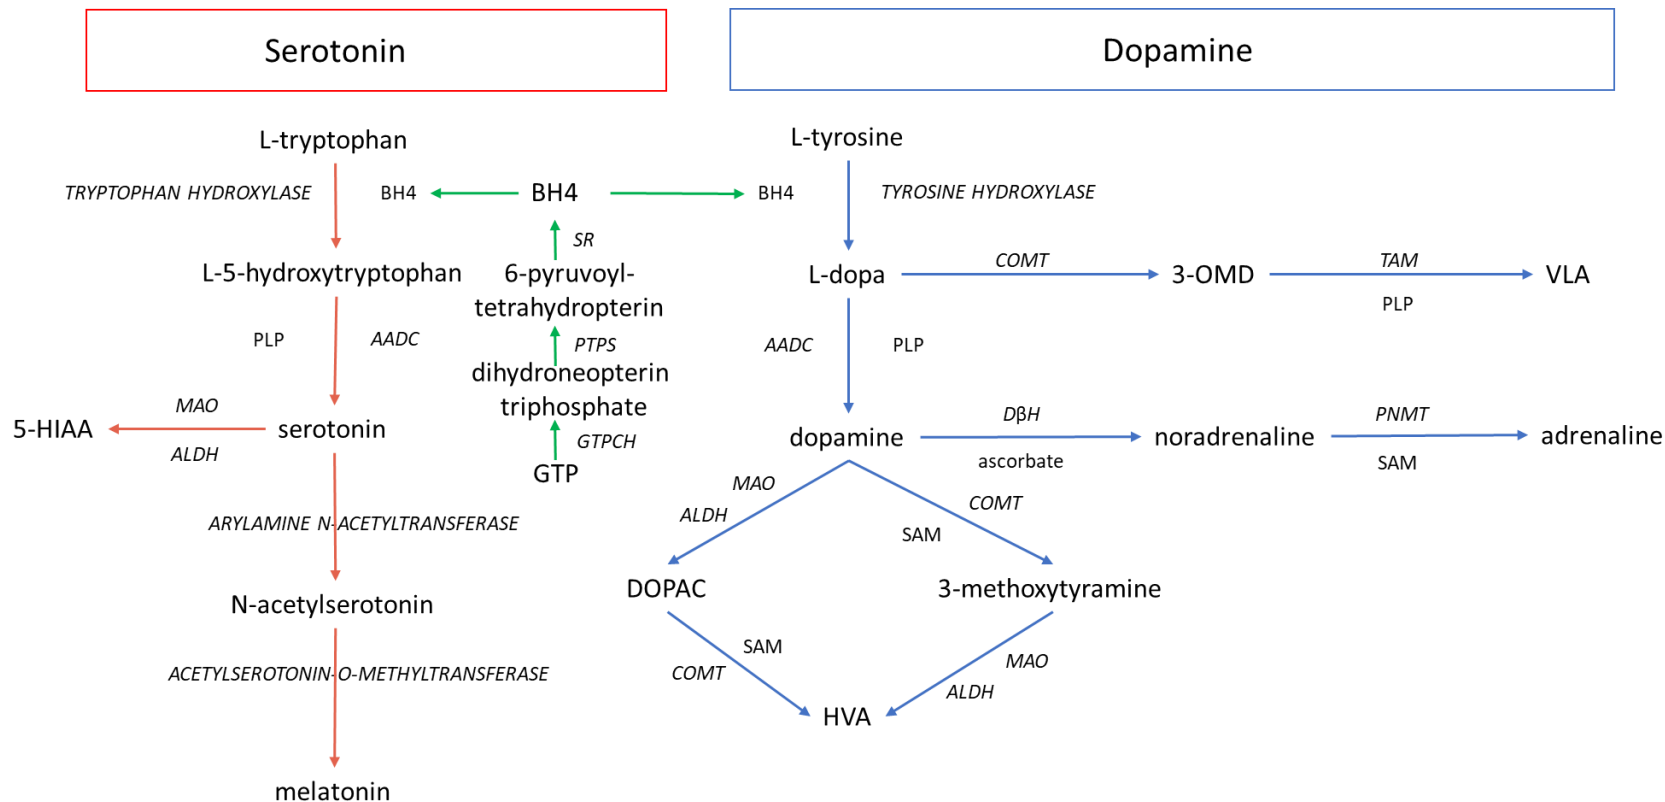 Serotonin
Dopamine
L-tryptophan
L-tyrosine
TRYPTOPHAN HYDROXYLASE
BH4
BH4
BH4
TYROSINE HYDROXYLASE
SR
L-5-hydroxytryptophan
6-pyruvoyl-
tetrahydropterin
L-dopa
COMT
3-OMD
TAM
PLP
VLA
PLP
AADC
PTPS
AADC
PLP
dihydroneopterin
triphosphate
MAO
5-HIAA
ALDH
serotonin
GTPCH
GTP
dopamine
DβH
ascorbate
noradrenaline
PNMT
SAM
adrenaline
MAO
ALDH
COMT
SAM
ARYLAMINE N-ACETYLTRANSFERASE
N-acetylserotonin
DOPAC
3-methoxytyramine
SAM
COMT
MAO
ALDH
ACETYLSEROTONIN-O-METHYLTRANSFERASE
HVA
melatonin